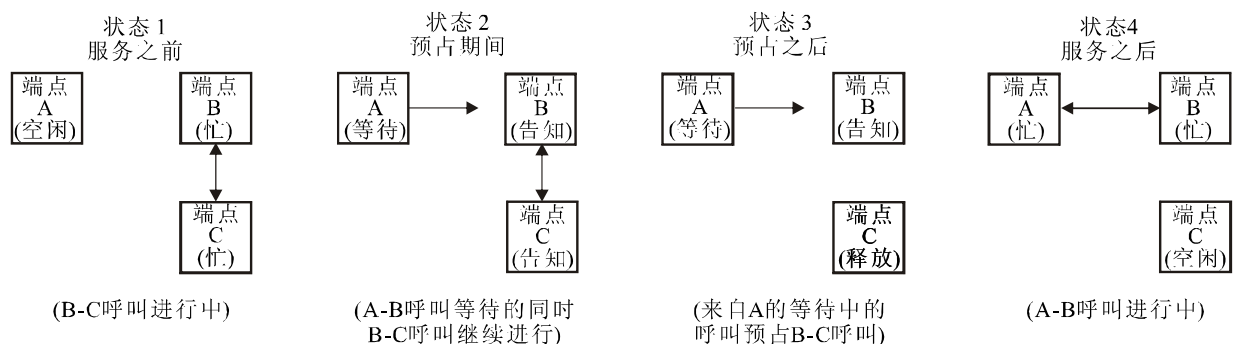 状态 1
服务之前
端点
A
(空闲)
端点
B
(忙)
端点
C
(忙)
(B-C呼叫进行中)
状态 2
预占期间
端点
A
(等待)
端点
B
(告知)
端点
C
(告知)
(A-B呼叫等待的同时
B-C呼叫继续进行)
状态 3
预占之后
端点
A
(等待)
端点
B
(告知)
端点
C
(释放)
(来自A的等待中的
呼叫预占B-C呼叫)
状态4
服务之后
端点
A
(忙)
端点
B
(忙)
端点
C
(空闲)
(A-B呼叫进行中)